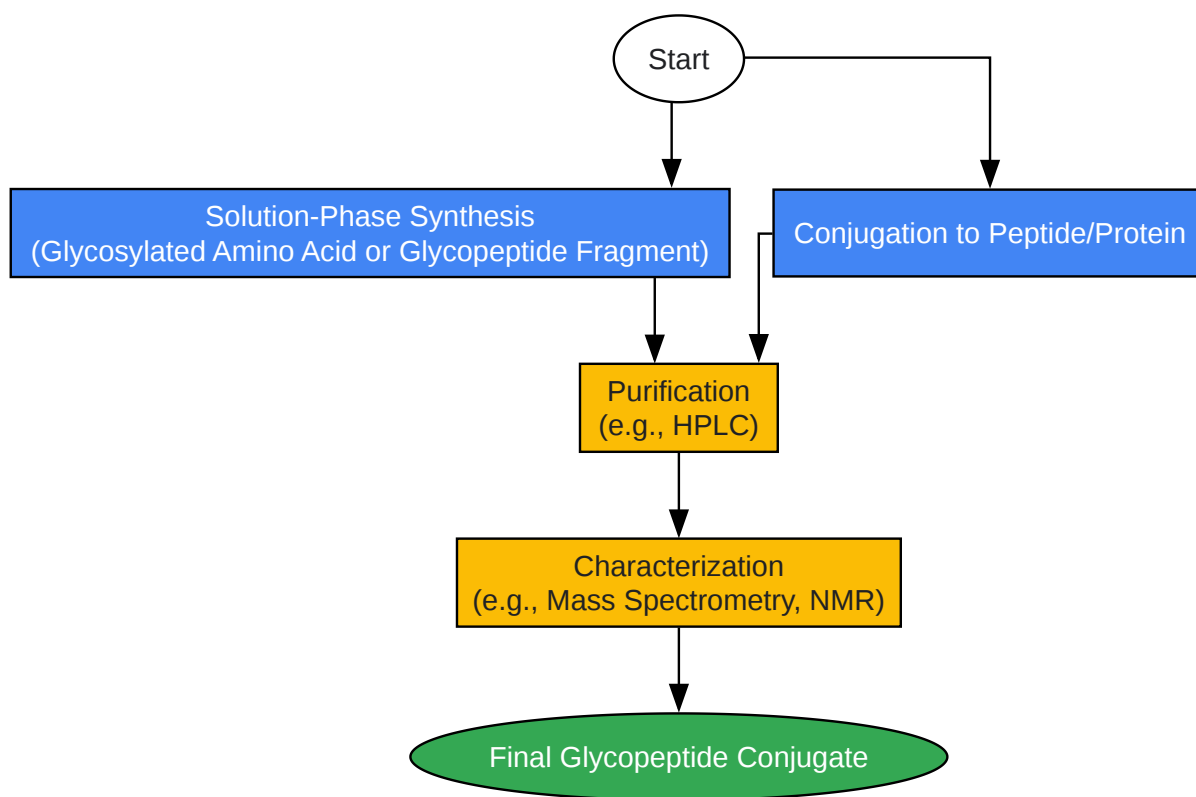 Start
Solution-Phase Synthesis
(Glycosylated Amino Acid or Glycopeptide Fragment)
Conjugation to Peptide/Protein
Purification
(e.g., HPLC)
Characterization
(e.g., Mass Spectrometry, NMR)
Final Glycopeptide Conjugate